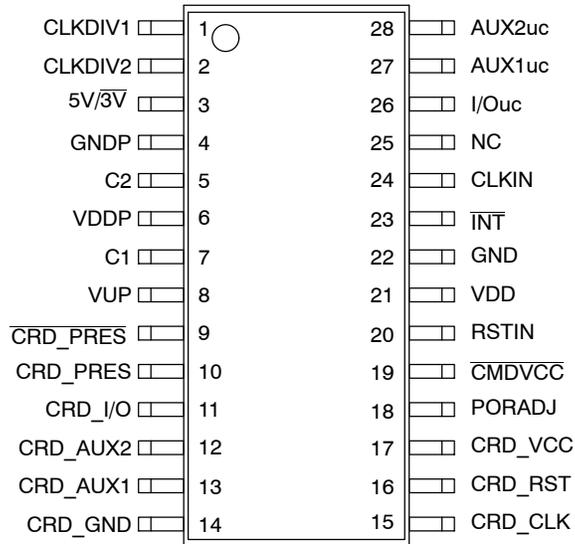 CLKDIV1 1 28 AUX2uc
CLKDIV2 2 27 AUX1uc
5V/3V 3 26 I/Ouc
GNDP 4 25 NC
C2 5 24 CLKIN
VDDP 6 23 INT
C1 7 22 GND
VUP 8 21 VDD
CRD_PRES 9 20 RSTIN
CRD_PRES 10 19 CMDVCC
CRD_I/O 11 18 PORADJ
CRD_AUX2 12 17 CRD_VCC
CRD_AUX1 13 16 CRD_RST
CRD_GND 14 15 CRD_CLK